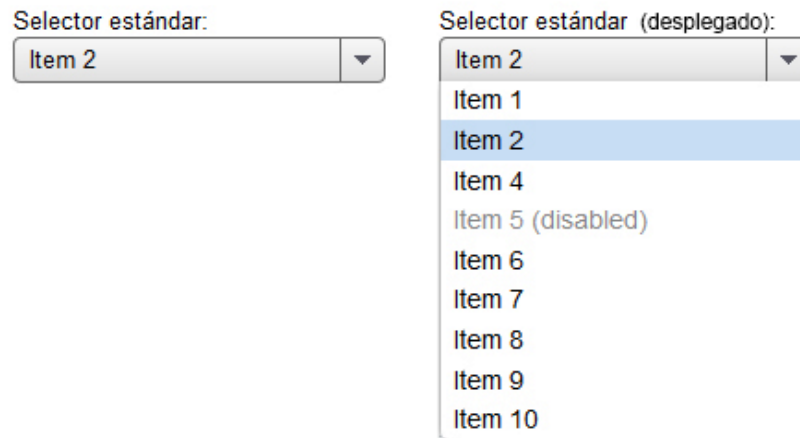 Selector estándar:
Item 2
Selector estándar (desplegado):
Item 2
Item 1
Item 2
Item 4
Item 5 (disabled)
Item 6
Item 7
Item 8
Item 9
Item 10